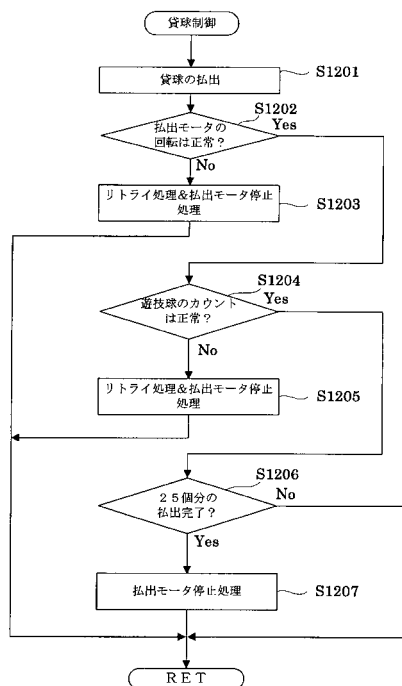 貸球制御
貸球の払出
S1201
S1202
払出モータの
回転は正常？
Yes
No
リトライ処理＆払出モータ停止
処理
S1203
S1204
遊技球のカウント
は正常？
Yes
No
リトライ処理＆払出モータ停止
処理
S1205
S1206
２５個分の
払出完了？
No
Yes
払出モータ停止処理
S1207
ＲＥＴ